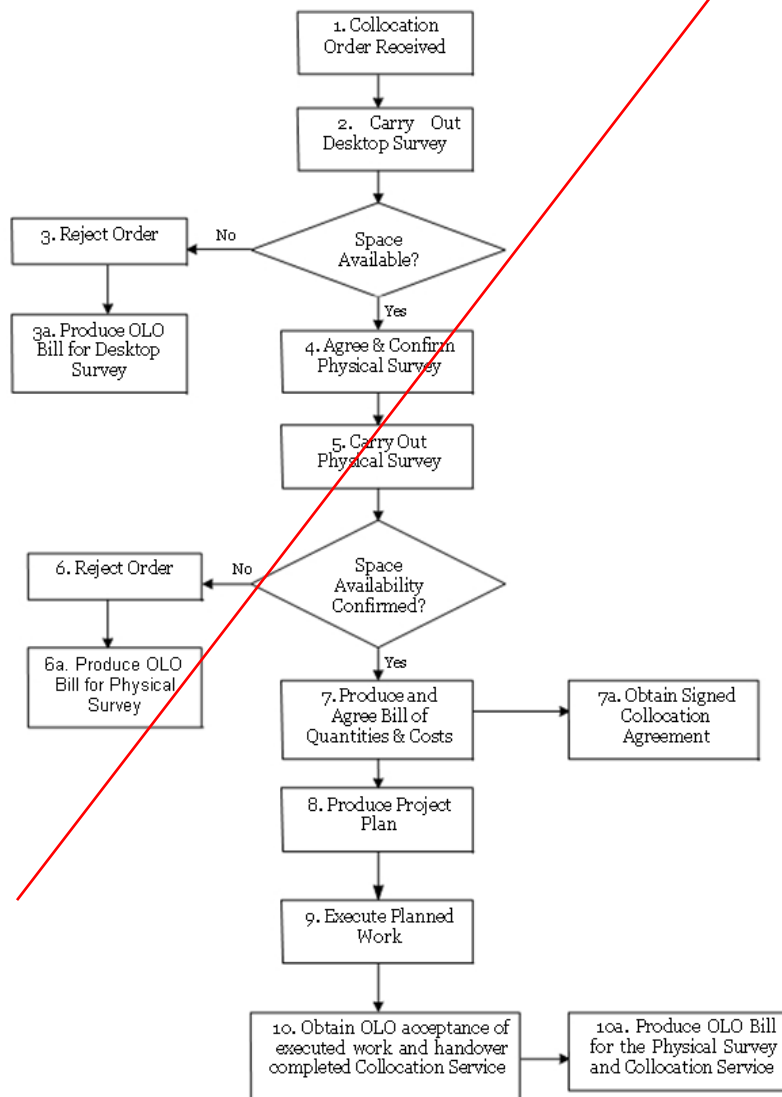 1. Collocation
Order Received
2. Carry Out
Desktop Survey
Space
Available?
No
3. Reject Order
3a. Produce OLO
Bill for Desktop
Survey
Yes
4. Agree & Confirm
Physical Survey
5. Carry Out
Physical Survey
Space
Availability
Confirmed?
No
6. Reject Order
6a. Produce OLO
Bill for Physical
Survey
Yes
7. Produce and
Agree Bill of
Quantities & Costs
7a. Obtain Signed
Collocation
Agreement
8. Produce Project
Plan
9. Execute Planned
Work
10. Obtain OLO acceptance of
executed work and handover
completed Collocation Service
10a. Produce OLO Bill
for the Physical Survey
and Collocation Service